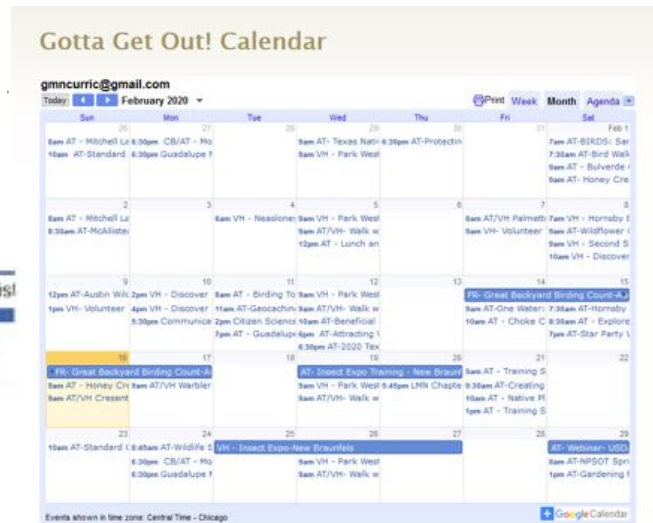 Gotta Get Out! Calendar
gmncurric@gmail.com
Today February 2020 Print Week Month Agenda
Sun Mon Tue Wed Thu Fri Sat
26 27 28 29 30 31 Feb 1
8am AT - Mitchell La 6:30pm CB/AT - Mo 9am AT- Texas Nati 6:30pm AT-Protectin 7am AT-BIRDS: Sar
10am AT-Standard 6:30pm Guadalupe 9am VH - Park West 7:30am AT-Bird Walk
9am AT - Bulverde
9am AT- Honey Cre
2 3 4 5 6 7 8
8am AT - Mitchell La 8am VH - Neaslone 9am VH - Park West 8am AT/VH Palmett 7am VH - Hornsby
8:30am AT-McAlliste 9am AT/VH- Walk w 9am VH- Volunteer 9am AT-Wildflower
12pm AT - Lunch an 9am VH - Second S
10am VH - Discover
9 10 11 12 13 14 15
FR- Great Backyard Birding Count-A
12pm AT-Austin Wil 2pm VH - Discover 8am AT - Birding To 9am VH - Park West 9am AT-One Water: 7:30am AT-Hornsby
1pm VH- Volunteer 4pm VH - Discover 11am AT-Geocachin 9am AT/VH- Walk w 10am AT - Choke C 8:30am AT - Explore
5:30pm Communica 2pm Citizen Science 10am AT-Beneficial 7pm AT-Star Party
7pm AT - Guadalup 6pm AT-Attracting
6:30pm AT-2020 Tex
16 17 18 19 20 21 22
FR- Great Backyard Birding Count-A AT- Insect Expo Training - New Braunf 9am AT - Training S
8am AT - Honey Cre 9am AT/VH Warbler 9am VH - Park West 5:45pm LMN Chapte 9:30am AT-Creating
9am AT/VH Cresent 9am AT/VH- Walk w 10am AT - Native Pl
1pm AT - Training S
23 24 25 26 27 28 29
10am AT-Standard 8:45am AT-Wildlife S VH - Insect Expo-New Braunfels AT- Webinar- USD
6:30pm CB/AT - Mo 9am VH - Park West 8am AT-NPSOT Spri
6:30pm Guadalupe 9am AT/VH- Walk w 1pm AT-Gardening
Events shown in time zone: Central Time - Chicago
Google Calendar